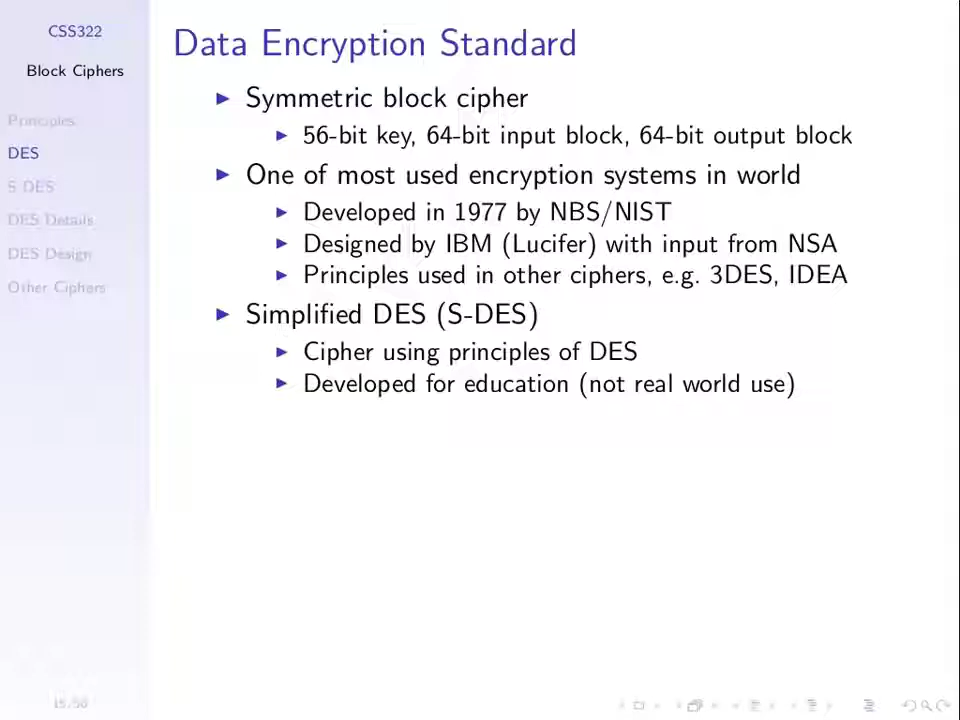 CSS322
Block Ciphers
Principles
DES
S-DES
DES Details
DES Design
Other Ciphers
Data Encryption Standard
Symmetric block cipher
56-bit key, 64-bit input block, 64-bit output block
One of most used encryption systems in world
Developed in 1977 by NBS/NIST
Designed by IBM (Lucifer) with input from NSA
Principles used in other ciphers, e.g. 3DES, IDEA
Simplified DES (S-DES)
Cipher using principles of DES
Developed for education (not real world use)